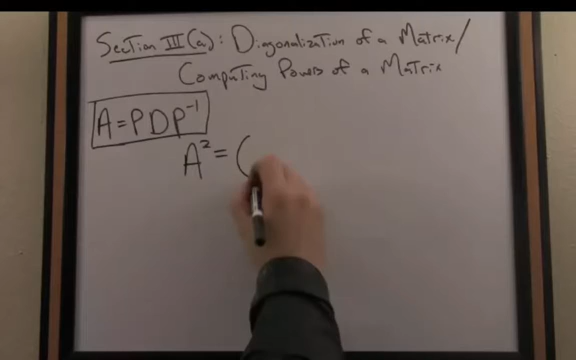 Section III(a): Diagonalization of a Matrix/
Computing Powers of a Matrix
A=PDP⁻¹
A²=(